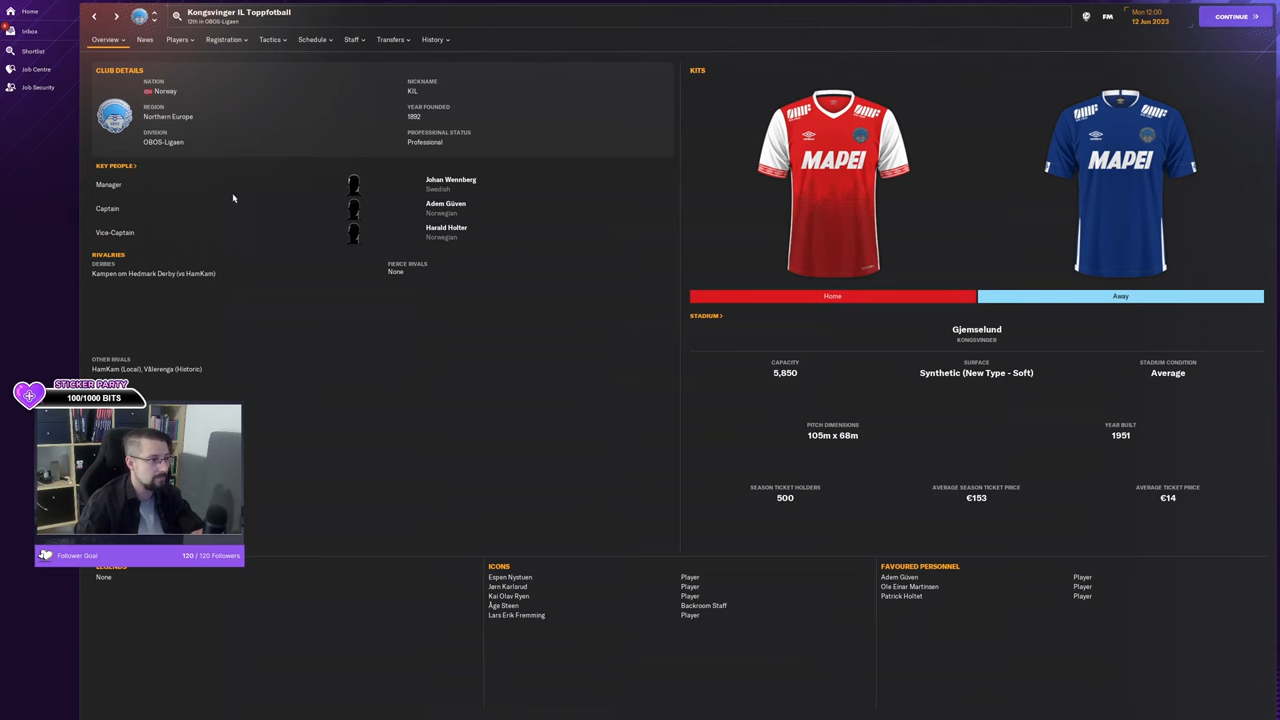 Home
Inbox
Shortlist
Job Centre
Job Security
Kongsvinger IL Toppfotball
12th in OBOS-Ligaen
FM
Mon 12:00
12 Jun 2023
CONTINUE
Overview
News
Players
Registration
Tactics
Schedule
Staff
Transfers
History
CLUB DETAILS
NATION
Norway
REGION
Northern Europe
DIVISION
OBOS-Ligaen
NICKNAME
KIL
YEAR FOUNDED
1892
PROFESSIONAL STATUS
Professional
KEY PEOPLE >
Manager
Johan Wennberg
Swedish
Captain
Adem Güven
Norwegian
Vice-Captain
Harald Holter
Norwegian
RIVALRIES
DERBIES
Kampen om Hedmark Derby (vs HamKam)
FIERCE RIVALS
None
OTHER RIVALS
HamKam (Local), Vålerenga (Historic)
STICKER PARTY
100/1000 BITS
Follower Goal
120 / 120 Followers
KITS
umbro
MAPEI
umbro
MAPEI
Home
Away
STADIUM >
Gjemselund
KONGSVINGER
CAPACITY
5,850
SURFACE
Synthetic (New Type - Soft)
STADIUM CONDITION
Average
PITCH DIMENSIONS
105m x 68m
YEAR BUILT
1951
SEASON TICKET HOLDERS
500
AVERAGE SEASON TICKET PRICE
€153
AVERAGE TICKET PRICE
€14
LEGENDS
None
ICONS
Espen Nystuen Player
Jørn Karlsrud Player
Kai Olav Ryen Player
Åge Steen Backroom Staff
Lars Erik Fremming Player
FAVOURED PERSONNEL
Adem Güven Player
Ole Einar Martinsen Player
Patrick Holtet Player